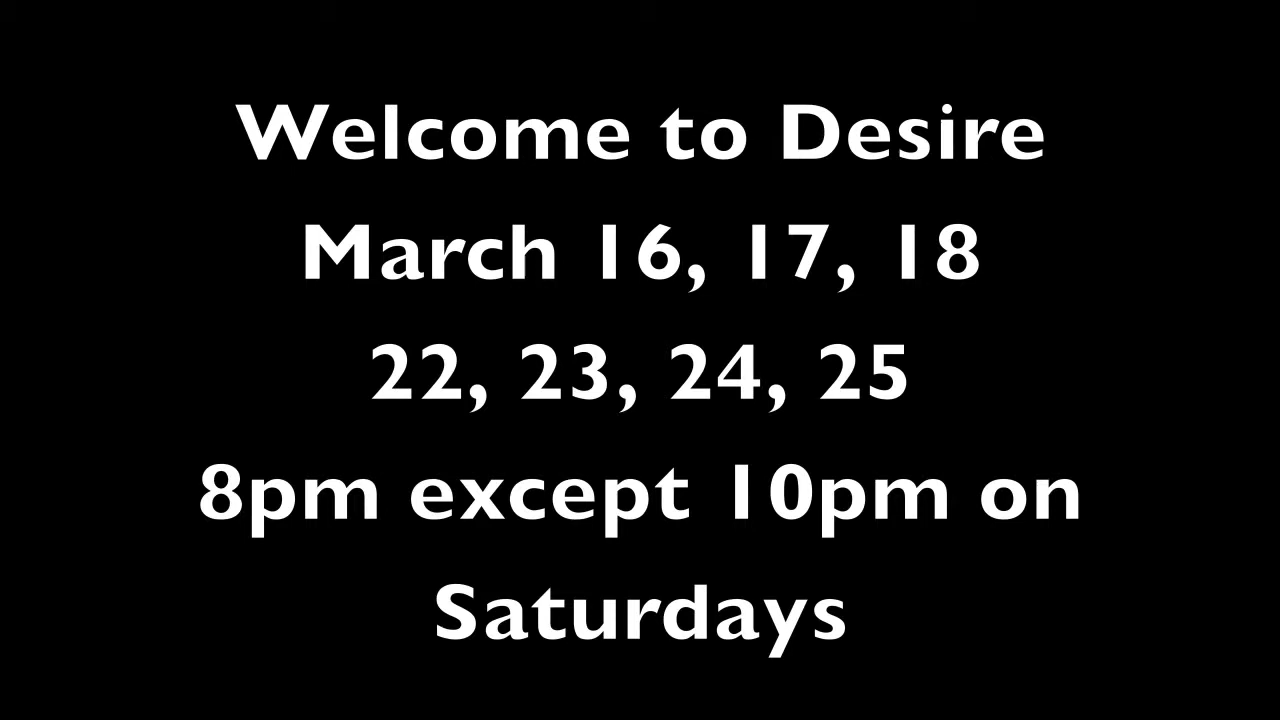 Welcome to Desire
March 16, 17, 18
22, 23, 24, 25
8pm except 10pm on
Saturdays